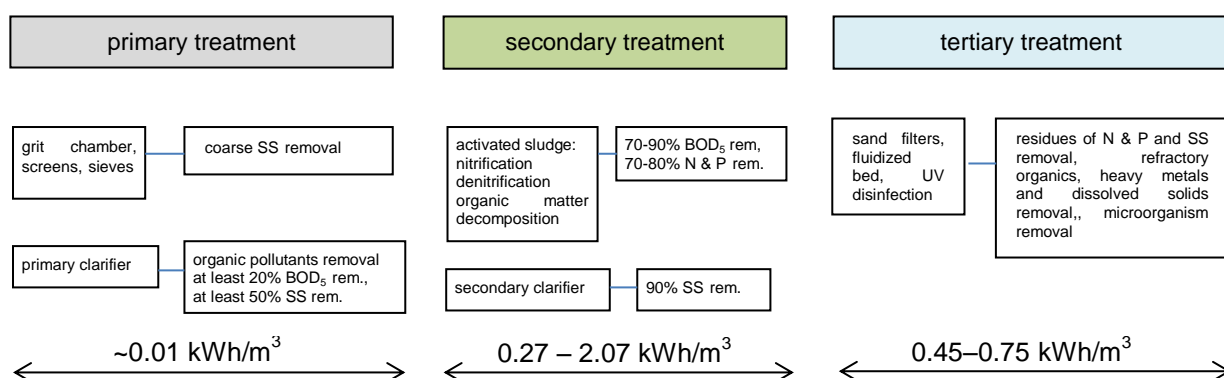 primary treatment
secondary treatment
tertiary treatment
grit chamber,
screens, sieves
coarse SS removal
primary clarifier
organic pollutants removal
at least 20% BOD₅ rem.,
at least 50% SS rem.
~0.01 kWh/m³
activated sludge:
nitrification
denitrification
organic matter
decomposition
70-90% BOD₅ rem,
70-80% N & P rem.
secondary clarifier
90% SS rem.
0.27 – 2.07 kWh/m³
sand filters,
fluidized
bed, UV
disinfection
residues of N & P and SS
removal, refractory
organics, heavy metals
and dissolved solids
removal,, microorganism
removal
0.45–0.75 kWh/m³